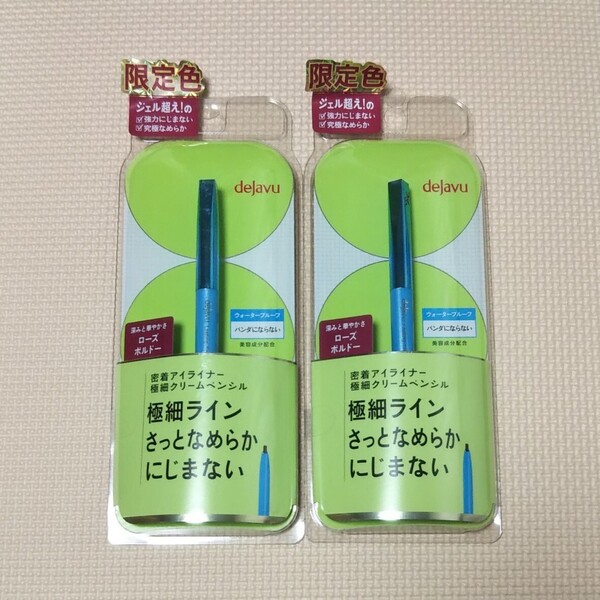 限定色
ジェル超え!の
強力にじまない
究極なめらか
dejavu
ウォータープルーフ
パンダにならない
美容成分配合
深みと華やかさ
ローズ
ボルドー
密着アイライナー
極細クリームペンシル
極細ライン
さっとなめらか
にじまない
限定色
ジェル超え!の
強力にじまない
究極なめらか
dejavu
ウォータープルーフ
パンダにならない
美容成分配合
深みと華やかさ
ローズ
ボルドー
密着アイライナー
極細クリームペンシル
極細ライン
さっとなめらか
にじまない